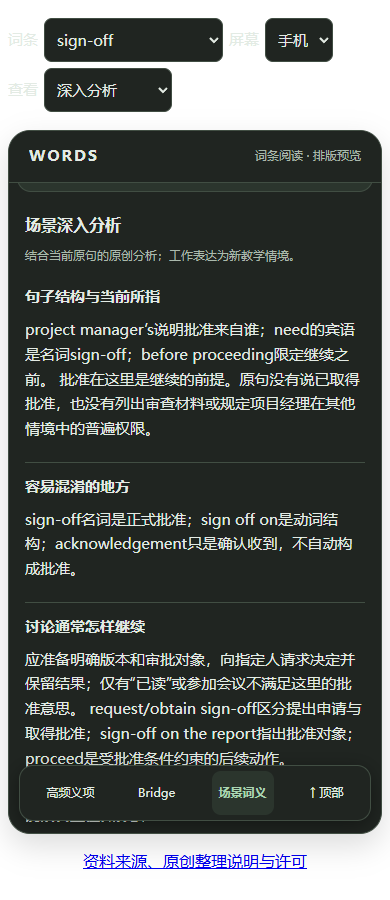 词条 sign-off 屏幕 手机
查看 深入分析
WORDS 词条阅读 · 排版预览
场景深入分析
结合当前原句的原创分析；工作表达为新教学情境。
句子结构与当前所指
project manager’s说明批准来自谁；need的宾语
是名词sign-off；before proceeding限定继续之
前。 批准在这里是继续的前提。原句没有说已取得
批准，也没有列出审查材料或规定项目经理在其他
情境中的普遍权限。
容易混淆的地方
sign-off名词是正式批准；sign off on是动词结
构；acknowledgement只是确认收到，不自动构
成批准。
讨论通常怎样继续
应准备明确版本和审批对象，向指定人请求决定并
保留结果；仅有“已读”或参加会议不满足这里的批
准意思。 request/obtain sign-off区分提出申请与
取得批准；sign-off on the report指出批准对象；
proceed是受批准条件约束的后续动作。
高频义项 Bridge 场景词义 ↑顶部
资料来源、原创整理说明与许可